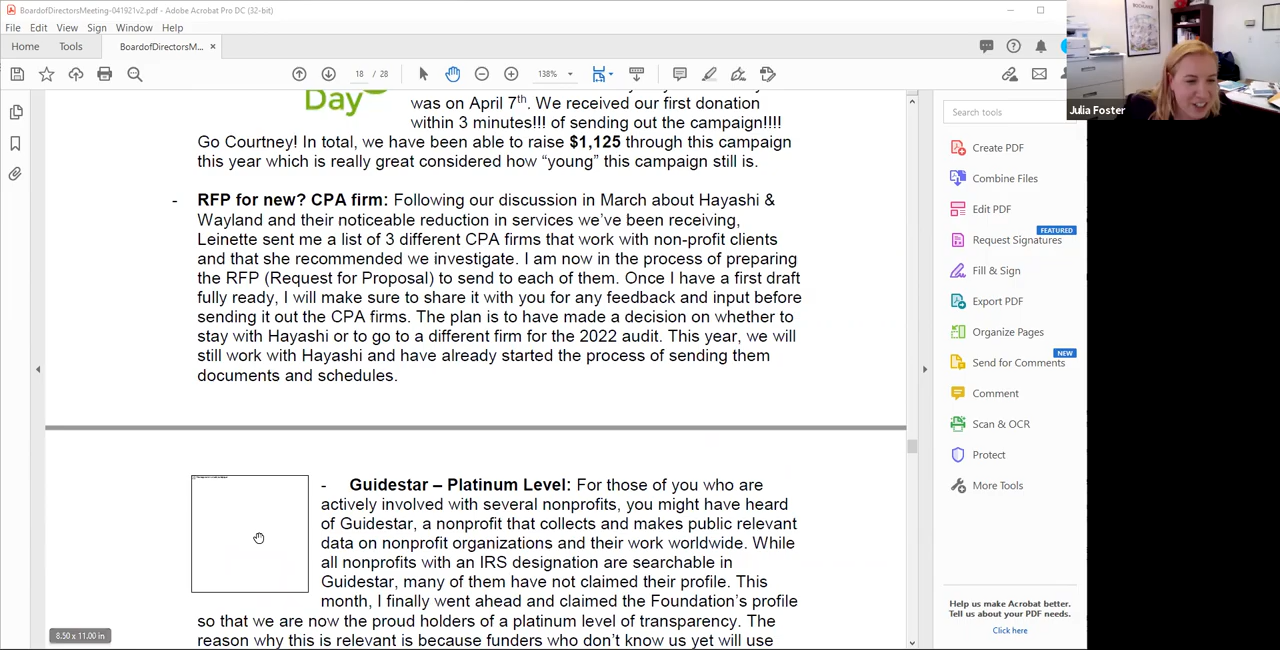 BoardofDirectorsMeeting-041921v2.pdf - Adobe Acrobat Pro DC (32-bit)
File Edit View Sign Window Help
Home Tools BoardofDirectorsM... ×
18 / 28 138%
Julia Foster
Day
was on April 7th. We received our first donation
within 3 minutes!!! of sending out the campaign!!!!
Go Courtney! In total, we have been able to raise $1,125 through this campaign
this year which is really great considered how “young” this campaign still is.
- RFP for new? CPA firm: Following our discussion in March about Hayashi &
Wayland and their noticeable reduction in services we’ve been receiving,
Leinette sent me a list of 3 different CPA firms that work with non-profit clients
and that she recommended we investigate. I am now in the process of preparing
the RFP (Request for Proposal) to send to each of them. Once I have a first draft
fully ready, I will make sure to share it with you for any feedback and input before
sending it out the CPA firms. The plan is to have made a decision on whether to
stay with Hayashi or to go to a different firm for the 2022 audit. This year, we will
still work with Hayashi and have already started the process of sending them
documents and schedules.
- Guidestar – Platinum Level: For those of you who are
actively involved with several nonprofits, you might have heard
of Guidestar, a nonprofit that collects and makes public relevant
data on nonprofit organizations and their work worldwide. While
all nonprofits with an IRS designation are searchable in
Guidestar, many of them have not claimed their profile. This
month, I finally went ahead and claimed the Foundation’s profile
so that we are now the proud holders of a platinum level of transparency. The
reason why this is relevant is because funders who don’t know us yet will use
8.50 x 11.00 in
Search tools
Create PDF
Combine Files
Edit PDF
FEATURED
Request Signatures
Fill & Sign
Export PDF
Organize Pages
NEW
Send for Comments
Comment
Scan & OCR
Protect
More Tools
Help us make Acrobat better.
Tell us about your PDF needs.
Click here